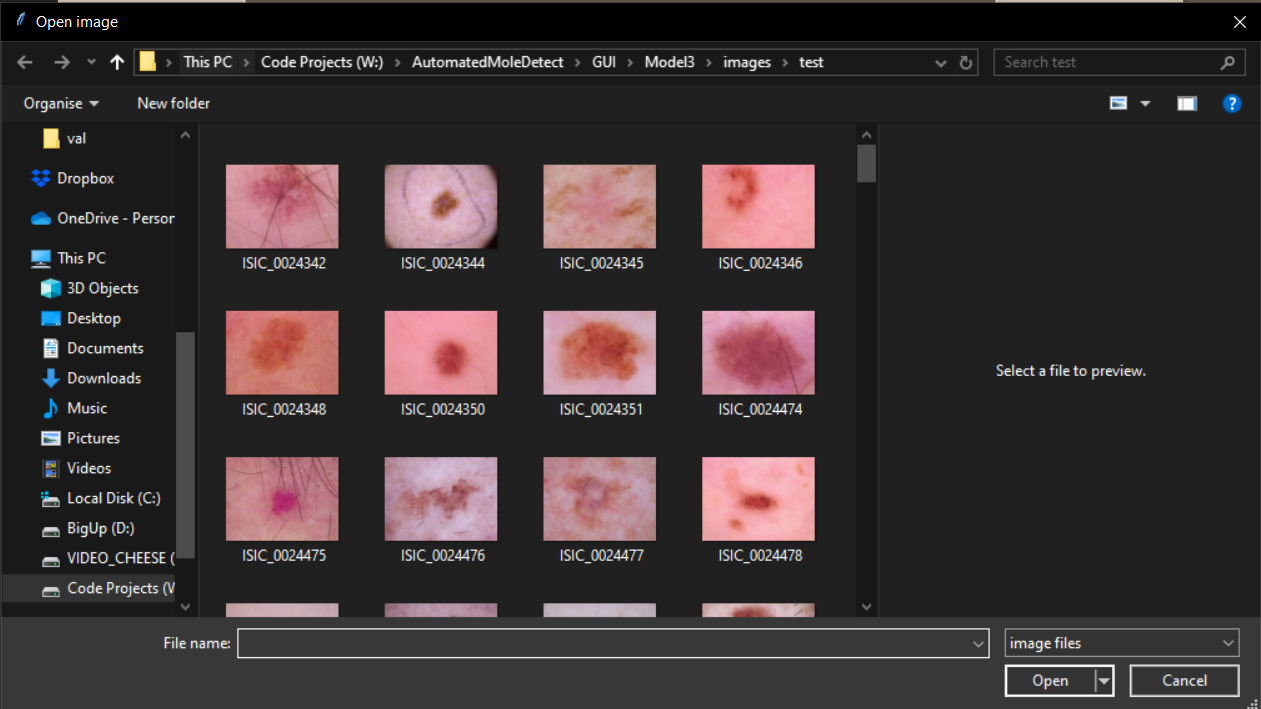 Open image
This PC > Code Projects (W:) > AutomatedMoleDetect > GUI > Model3 > images > test
Search test
Organise
New folder
val
Dropbox
OneDrive - Person
This PC
3D Objects
Desktop
Documents
Downloads
Music
Pictures
Videos
Local Disk (C:)
BigUp (D:)
VIDEO_CHEESE (
Code Projects (W
ISIC_0024342 ISIC_0024344 ISIC_0024345 ISIC_0024346
ISIC_0024348 ISIC_0024350 ISIC_0024351 ISIC_0024474
ISIC_0024475 ISIC_0024476 ISIC_0024477 ISIC_0024478
Select a file to preview.
File name:
image files
Open
Cancel